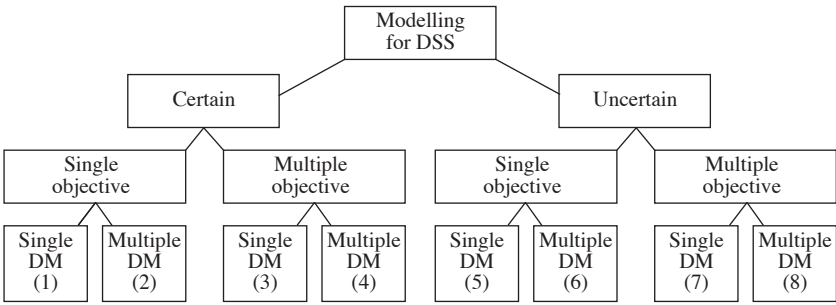 Modelling
for DSS
Certain
Uncertain
Single
objective
Multiple
objective
Single
objective
Multiple
objective
Single
DM
(1)
Multiple
DM
(2)
Single
DM
(3)
Multiple
DM
(4)
Single
DM
(5)
Multiple
DM
(6)
Single
DM
(7)
Multiple
DM
(8)